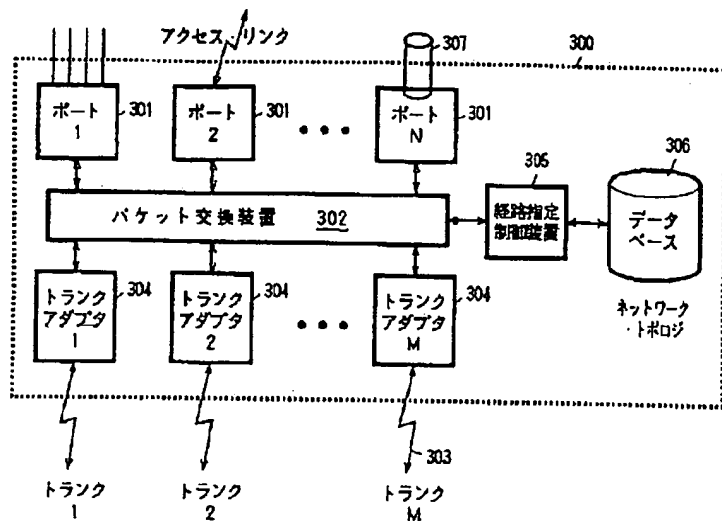 アクセス・リンク
307
300
ポート
1
301
ポート
2
301
ポート
N
301
305
306
パケット交換装置 302
経路指定
制御装置
データ
ベース
ネットワーク
・トポロジ
トランク
アダプタ
1
304
トランク
アダプタ
2
304
トランク
アダプタ
M
304
303
トランク
1
トランク
2
トランク
M